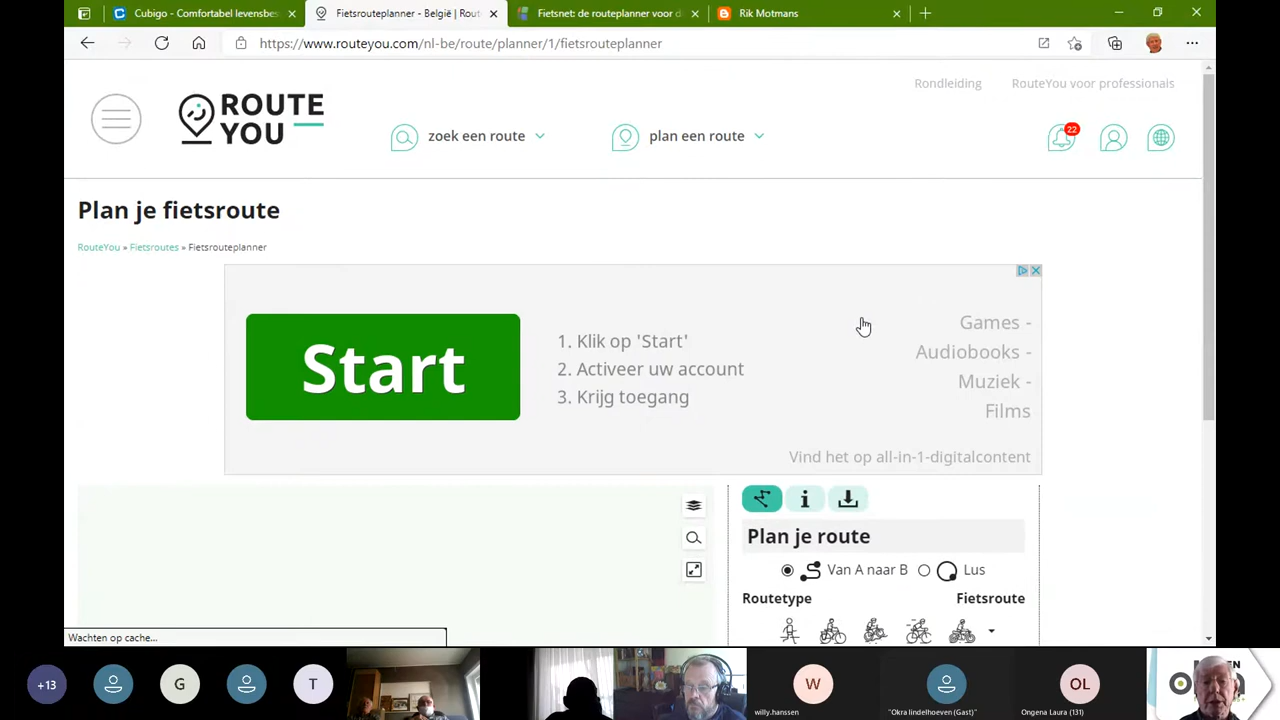 Cubigo - Comfortabel levensbes
Fietsrouteplanner - België | Rou
Fietsnet: de routeplanner voor d
Rik Motmans
https://www.routeyou.com/nl-be/route/planner/1/fietsrouteplanner
Rondleiding
RouteYou voor professionals
ROUTE
YOU
zoek een route
plan een route
22
Plan je fietsroute
RouteYou » Fietsroutes » Fietsrouteplanner
Start
1. Klik op 'Start'
2. Activeer uw account
3. Krijg toegang
Games -
Audiobooks -
Muziek -
Films
Vind het op all-in-1-digitalcontent
Plan je route
Van A naar B
Lus
Routetype
Fietsroute
Wachten op cache...
+13
G
T
W
willy.hanssen
"Okra lindelhoeven (Gast)"
OL
Ongena Laura (131)